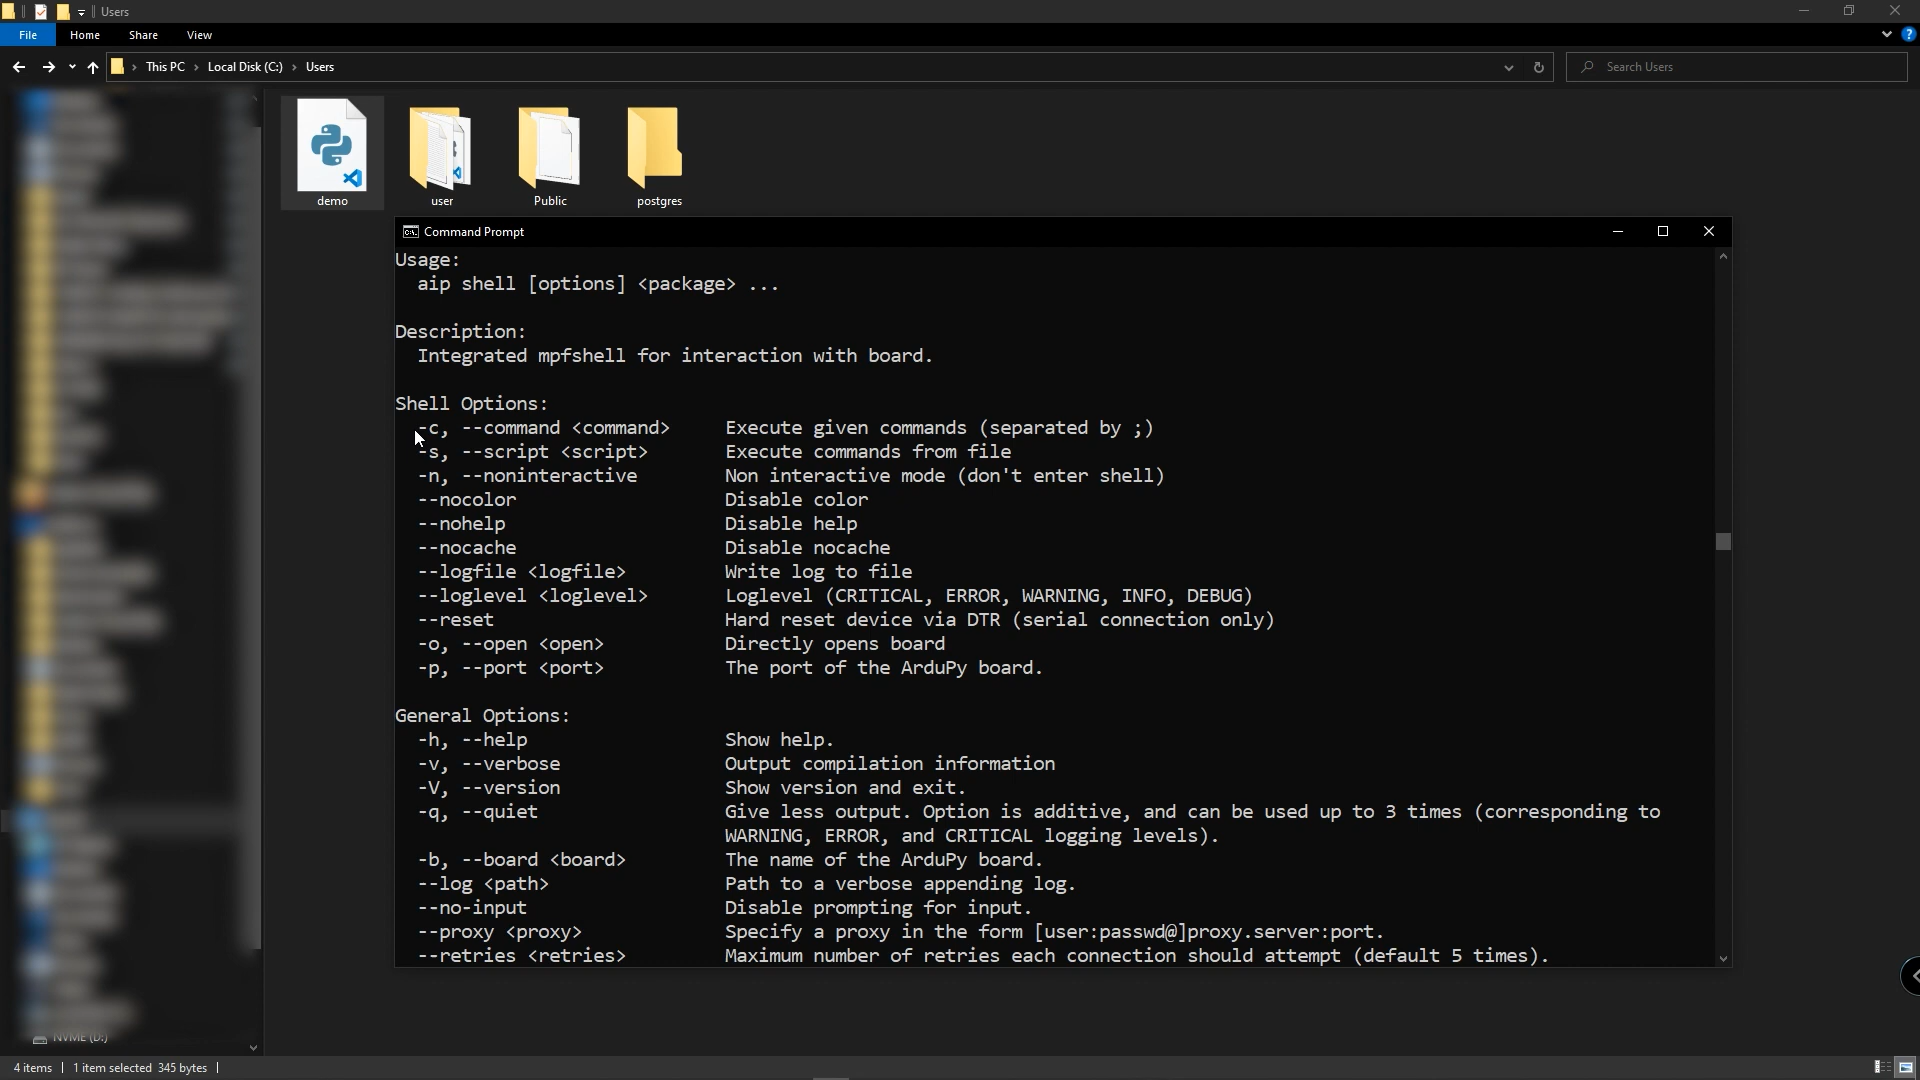 Users
File Home Share View
This PC › Local Disk (C:) › Users
Search Users
demo user Public postgres
Command Prompt
Usage:
aip shell [options] <package> ...
Description:
Integrated mpfshell for interaction with board.
Shell Options:
-c, --command <command> Execute given commands (separated by ;)
-s, --script <script> Execute commands from file
-n, --noninteractive Non interactive mode (don't enter shell)
--nocolor Disable color
--nohelp Disable help
--nocache Disable nocache
--logfile <logfile> Write log to file
--loglevel <loglevel> Loglevel (CRITICAL, ERROR, WARNING, INFO, DEBUG)
--reset Hard reset device via DTR (serial connection only)
-o, --open <open> Directly opens board
-p, --port <port> The port of the ArduPy board.
General Options:
-h, --help Show help.
-v, --verbose Output compilation information
-V, --version Show version and exit.
-q, --quiet Give less output. Option is additive, and can be used up to 3 times (corresponding to
WARNING, ERROR, and CRITICAL logging levels).
-b, --board <board> The name of the ArduPy board.
--log <path> Path to a verbose appending log.
--no-input Disable prompting for input.
--proxy <proxy> Specify a proxy in the form [user:passwd@]proxy.server:port.
--retries <retries> Maximum number of retries each connection should attempt (default 5 times).
NVME (D:)
4 items 1 item selected 345 bytes